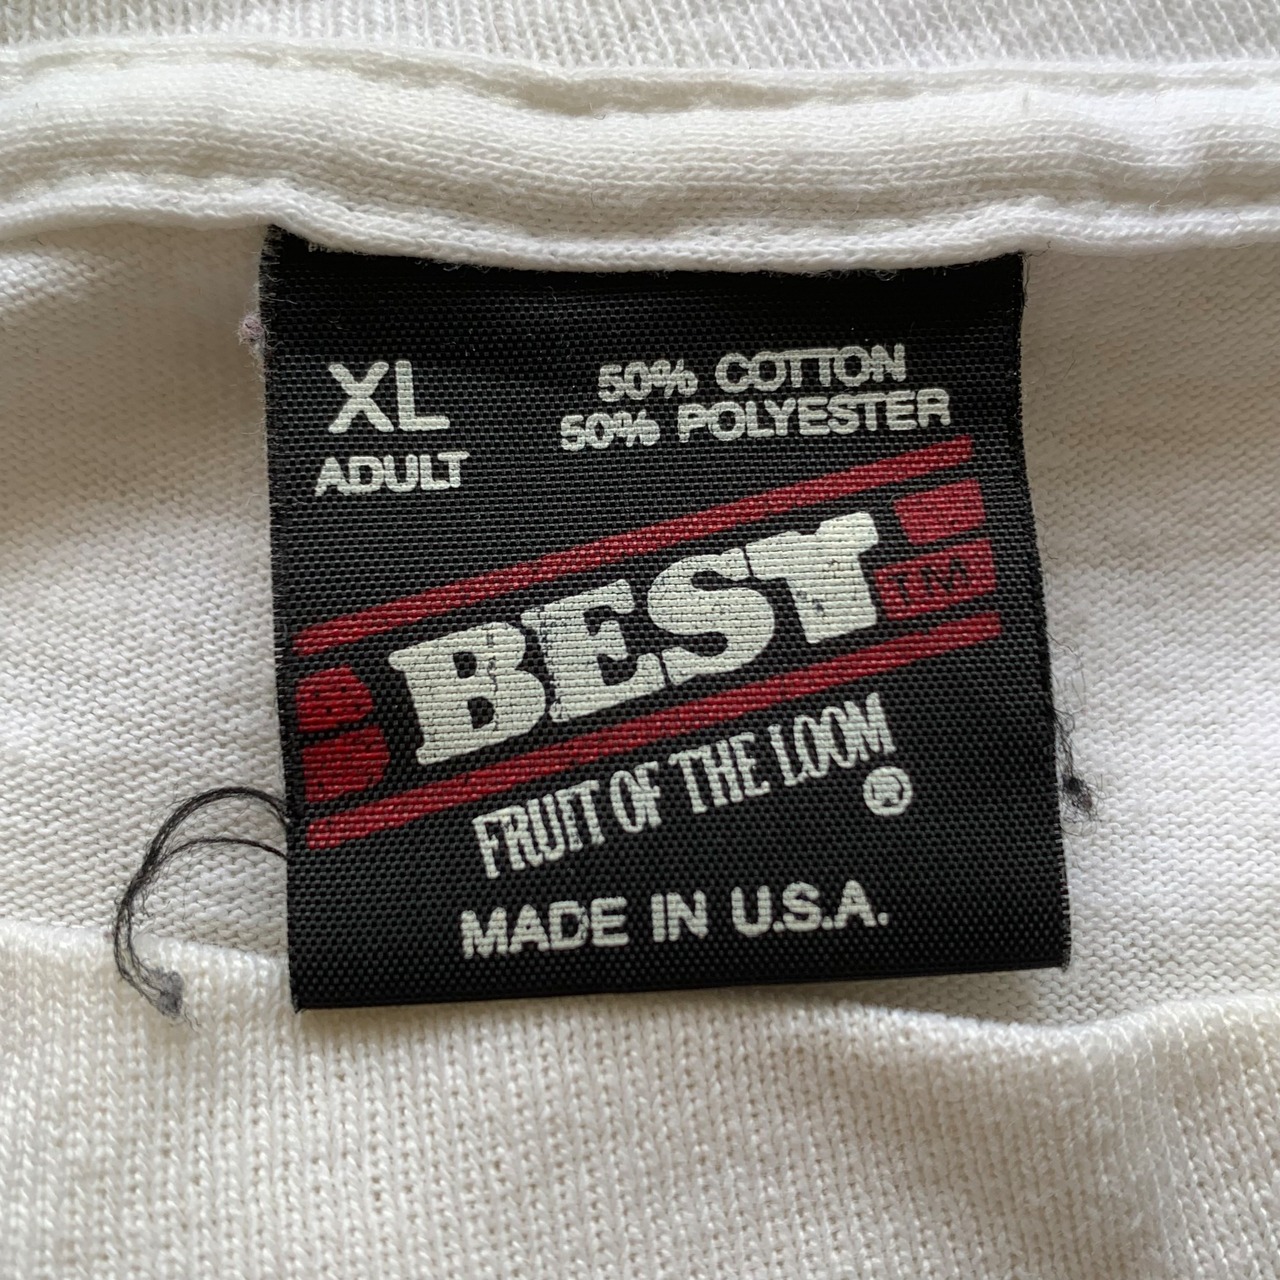 XL
ADULT
50% COTTON
50% POLYESTER
BEST
TM
FRUIT OF THE LOOM
®
MADE IN U.S.A.